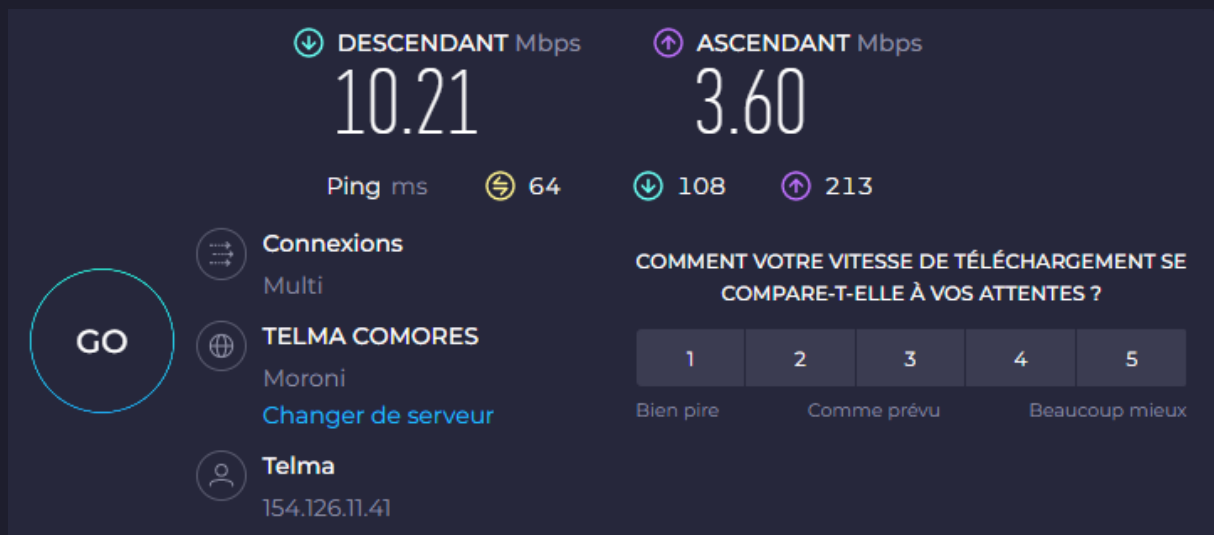 DESCENDANT Mbps
10.21
ASCENDANT Mbps
3.60
Ping ms 64 108 213
GO
Connexions
Multi
TELMA COMORES
Moroni
Changer de serveur
Telma
154.126.11.41
COMMENT VOTRE VITESSE DE TÉLÉCHARGEMENT SE
COMPARE-T-ELLE À VOS ATTENTES ?
1 2 3 4 5
Bien pire Comme prévu Beaucoup mieux